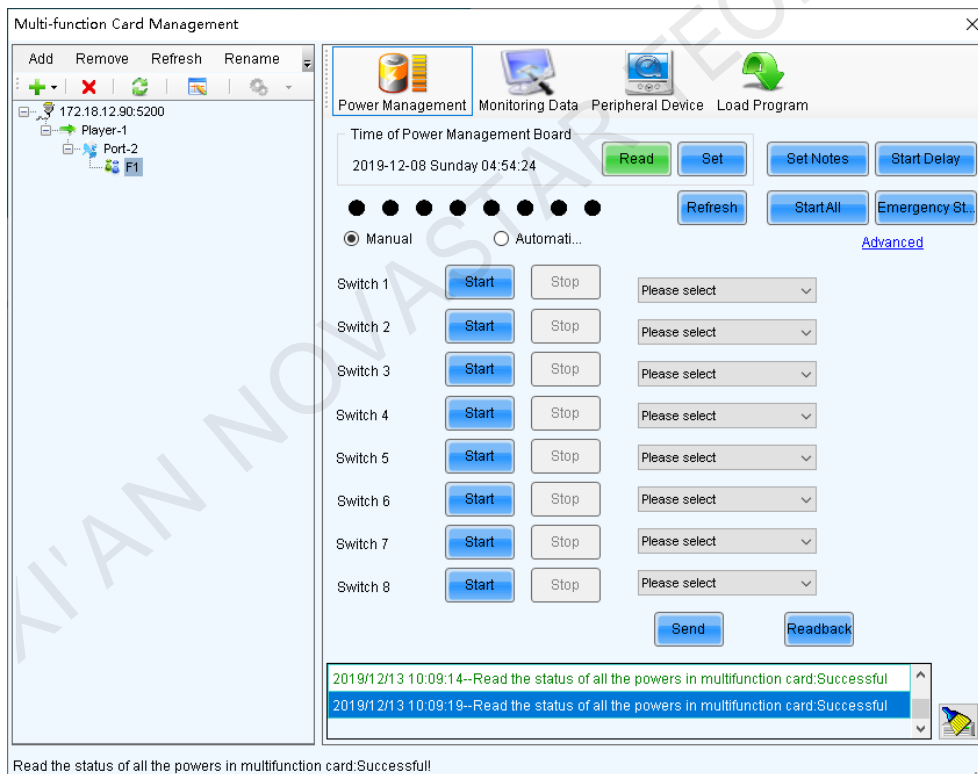 Multi-function Card Management
Add Remove Refresh Rename
172.18.12.90:5200
Player-1
Port-2
F1
Power Management Monitoring Data Peripheral Device Load Program
Time of Power Management Board
2019-12-08 Sunday 04:54:24 Read Set Set Notes Start Delay
Refresh Start All Emergency St...
Manual Automati... Advanced
Switch 1 Start Stop Please select
Switch 2 Start Stop Please select
Switch 3 Start Stop Please select
Switch 4 Start Stop Please select
Switch 5 Start Stop Please select
Switch 6 Start Stop Please select
Switch 7 Start Stop Please select
Switch 8 Start Stop Please select
Send Readback
2019/12/13 10:09:14--Read the status of all the powers in multifunction card:Successful
2019/12/13 10:09:19--Read the status of all the powers in multifunction card:Successful
Read the status of all the powers in multifunction card:Successful!
XI'AN NOVASTAR